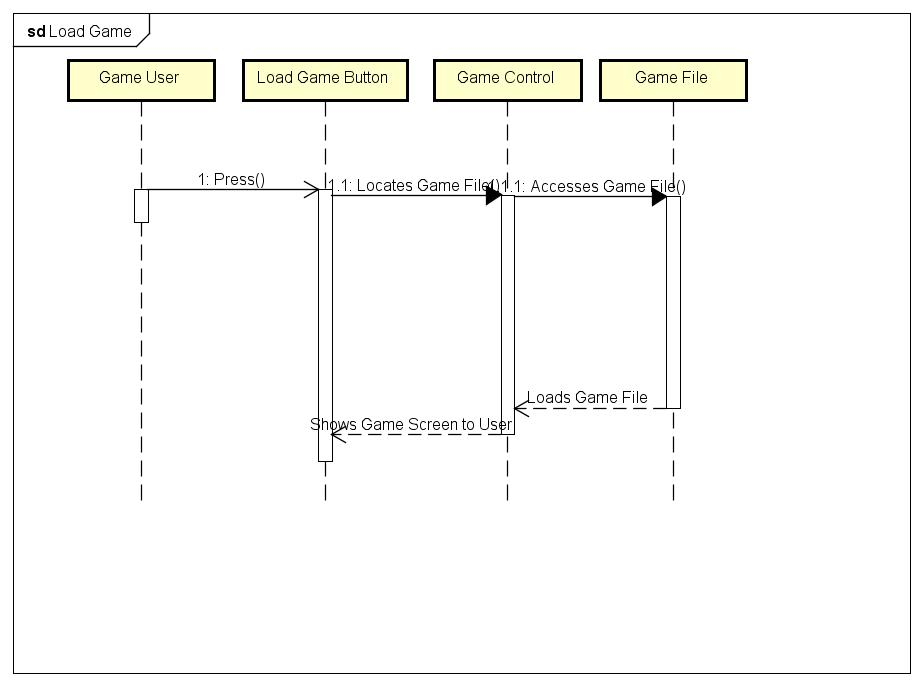 sd Load Game
Game User
Load Game Button
Game Control
Game File
1: Press()
1.1: Locates Game File()
1.1: Accesses Game File()
Loads Game File
Shows Game Screen to User